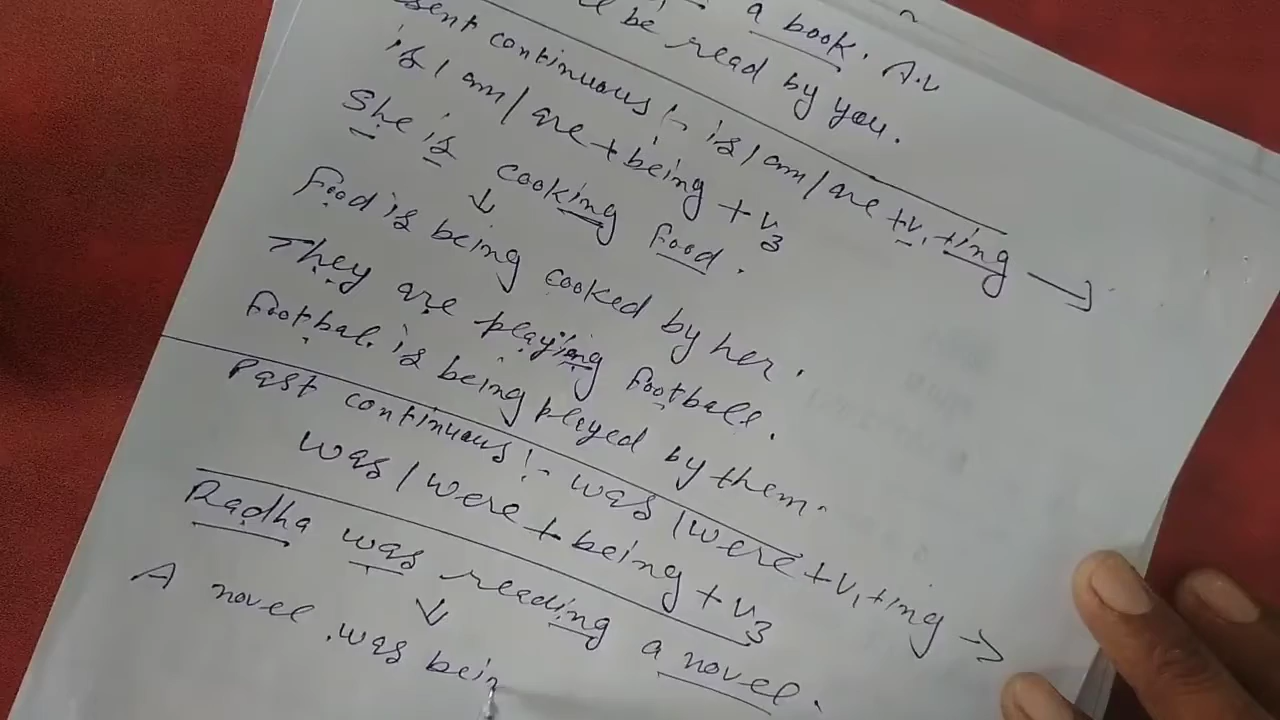 a book. A.V
be read by you.
continuous :- is / am / are + V1 + ing →
is / am / are + being + V3
She is cooking food.
↓
Food is being cooked by her.
They are playing football.
Football is being played by them.
Past continuous :- was / were + V1 + ing →
was / were + being + V3
Radha was reading a novel.
↓
A novel was bein